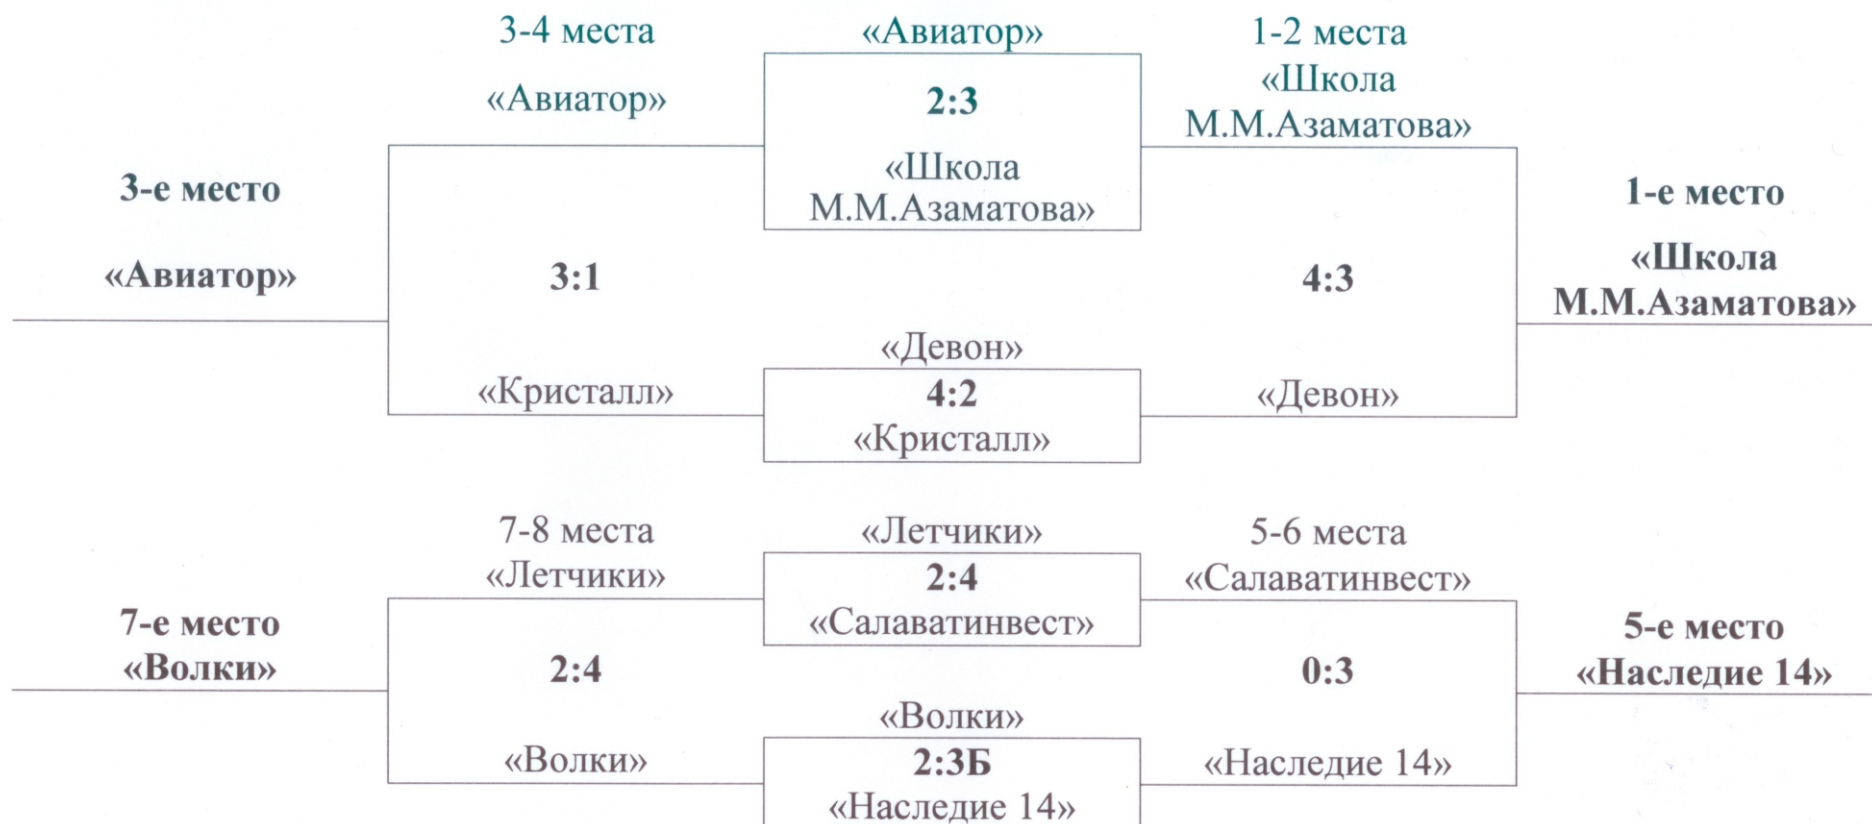 3-4 места
«Авиатор»
1-2 места
«Авиатор»
2:3
«Школа
М.М.Азаматова»
«Школа
М.М.Азаматова»
3-е место
1-е место
«Авиатор»
3:1
4:3
«Школа
М.М.Азаматова»
«Девон»
«Кристалл»
4:2
«Девон»
«Кристалл»
7-8 места
«Летчики»
5-6 места
«Летчики»
2:4
«Салаватинвест»
«Салаватинвест»
7-е место
5-е место
«Волки»
2:4
0:3
«Наследие 14»
«Волки»
«Волки»
2:3Б
«Наследие 14»
«Наследие 14»